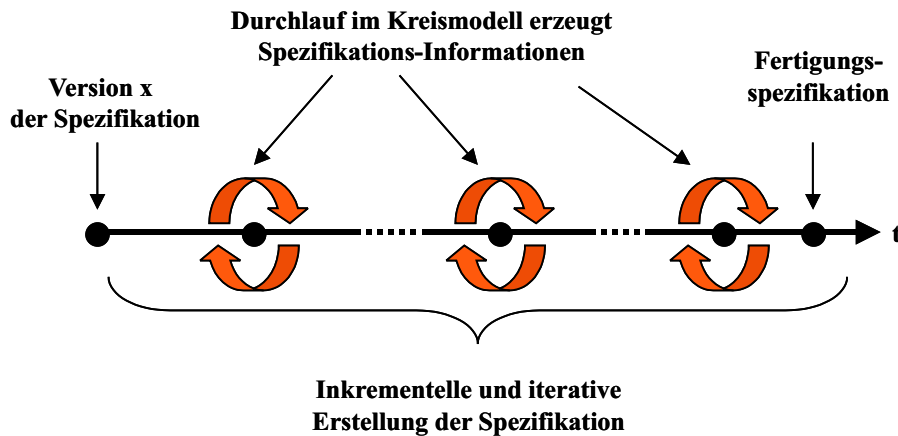 Durchlauf im Kreismodell erzeugt
Spezifikations-Informationen
Version x
der Spezifikation
Fertigungs-
spezifikation
t
Inkrementelle und iterative
Erstellung der Spezifikation